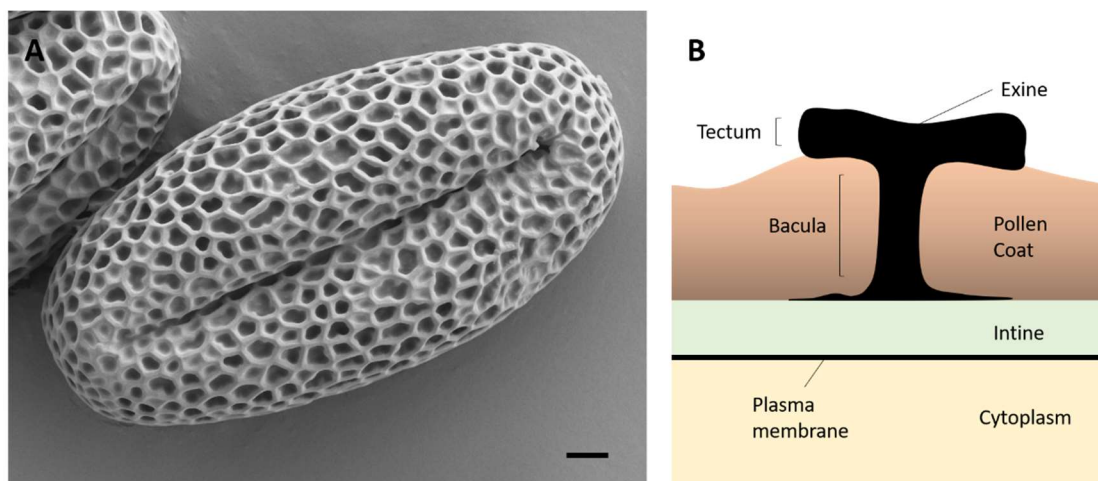 A
B
Exine
Tectum
Bacula
Pollen
Coat
Intine
Plasma
membrane
Cytoplasm